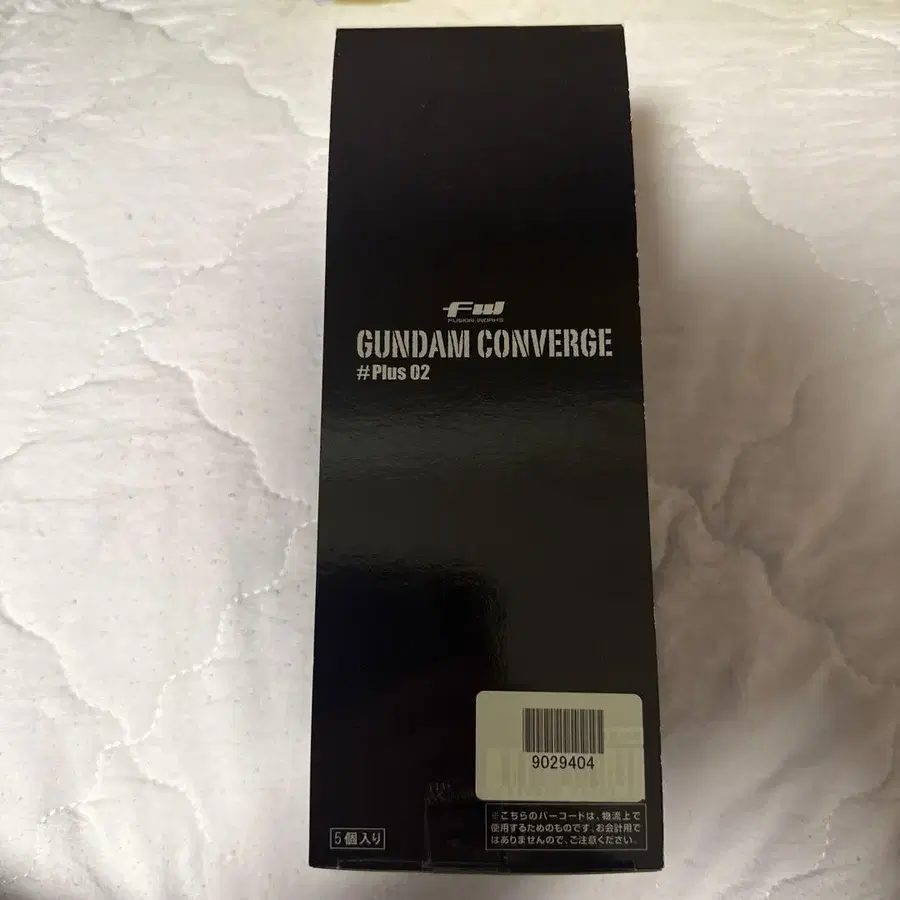 FW
FUSION WORKS
GUNDAM CONVERGE
#Plus 02
9029404
5個入り
※こちらのバーコードは、物流上で
使用するためのものです。お会計用で
はありませんので、ご注意ください。